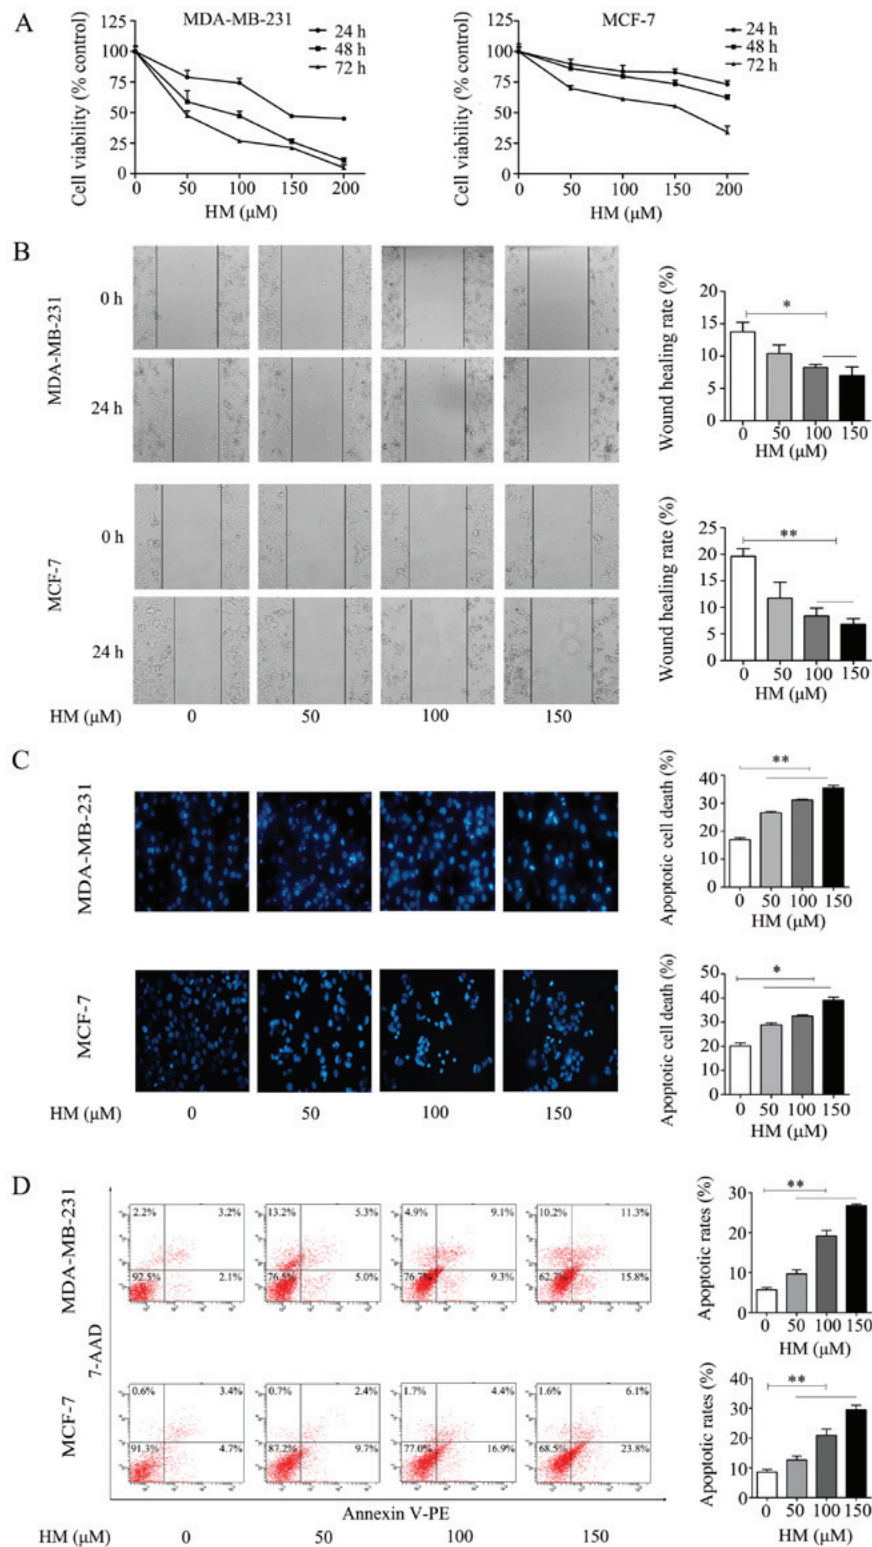 A
MDA-MB-231
Cell viability (% control)
125
100
75
50
25
0
24 h
48 h
72 h
0 50 100 150 200
HM (μM)
MCF-7
Cell viability (% control)
125
100
75
50
25
0
24 h
48 h
72 h
0 50 100 150 200
HM (μM)
B
MDA-MB-231
0 h
24 h
MCF-7
0 h
24 h
HM (μM) 0 50 100 150
Wound healing rate (%)
20
15
10
5
0
*
0 50 100 150
HM (μM)
Wound healing rate (%)
25
20
15
10
5
0
**
0 50 100 150
HM (μM)
C
MDA-MB-231
MCF-7
HM (μM) 0 50 100 150
Apoptotic cell death (%)
40
30
20
10
0
**
0 50 100 150
HM (μM)
Apoptotic cell death (%)
50
40
30
20
10
0
*
0 50 100 150
HM (μM)
D
MDA-MB-231
2.2% 3.2% 13.2% 5.3% 4.9% 9.1% 10.2% 11.3%
92.5% 2.1% 76.5% 5.0% 76.7% 9.3% 62.7% 15.8%
7-AAD
MCF-7
0.6% 3.4% 0.7% 2.4% 1.7% 4.4% 1.6% 6.1%
91.3% 4.7% 87.2% 9.7% 77.0% 16.9% 68.5% 23.8%
Annexin V-PE
HM (μM) 0 50 100 150
Apoptotic rates (%)
30
20
10
0
**
0 50 100 150
HM (μM)
Apoptotic rates (%)
40
30
20
10
0
**
0 50 100 150
HM (μM)